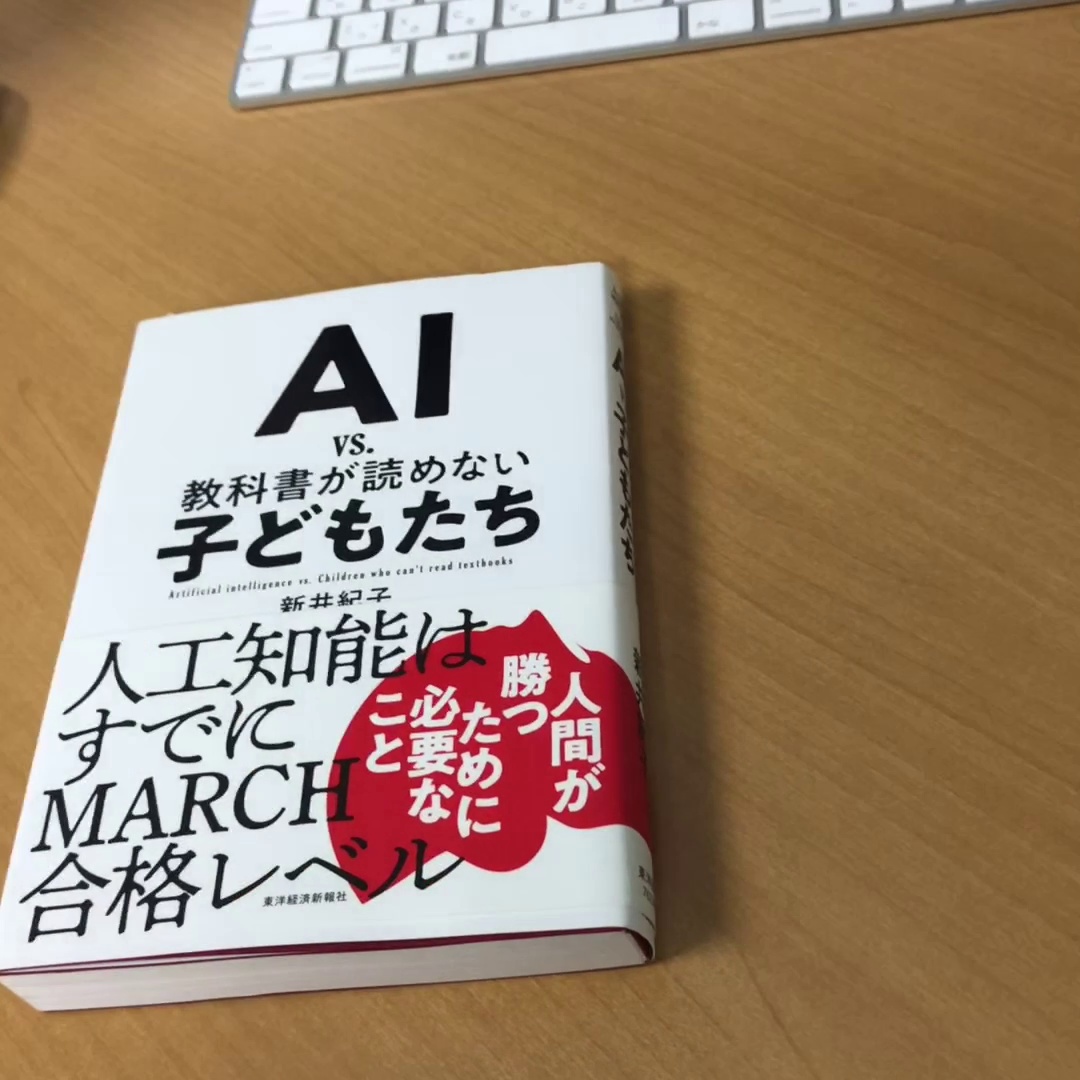 AI
vs.
教科書が読めない
子どもたち
Artificial intelligence vs. Children who can't read textbooks
新井紀子
人工知能は
すでに
MARCH
合格レベル
人間が
勝つ
ために
必要な
こと
東洋経済新報社